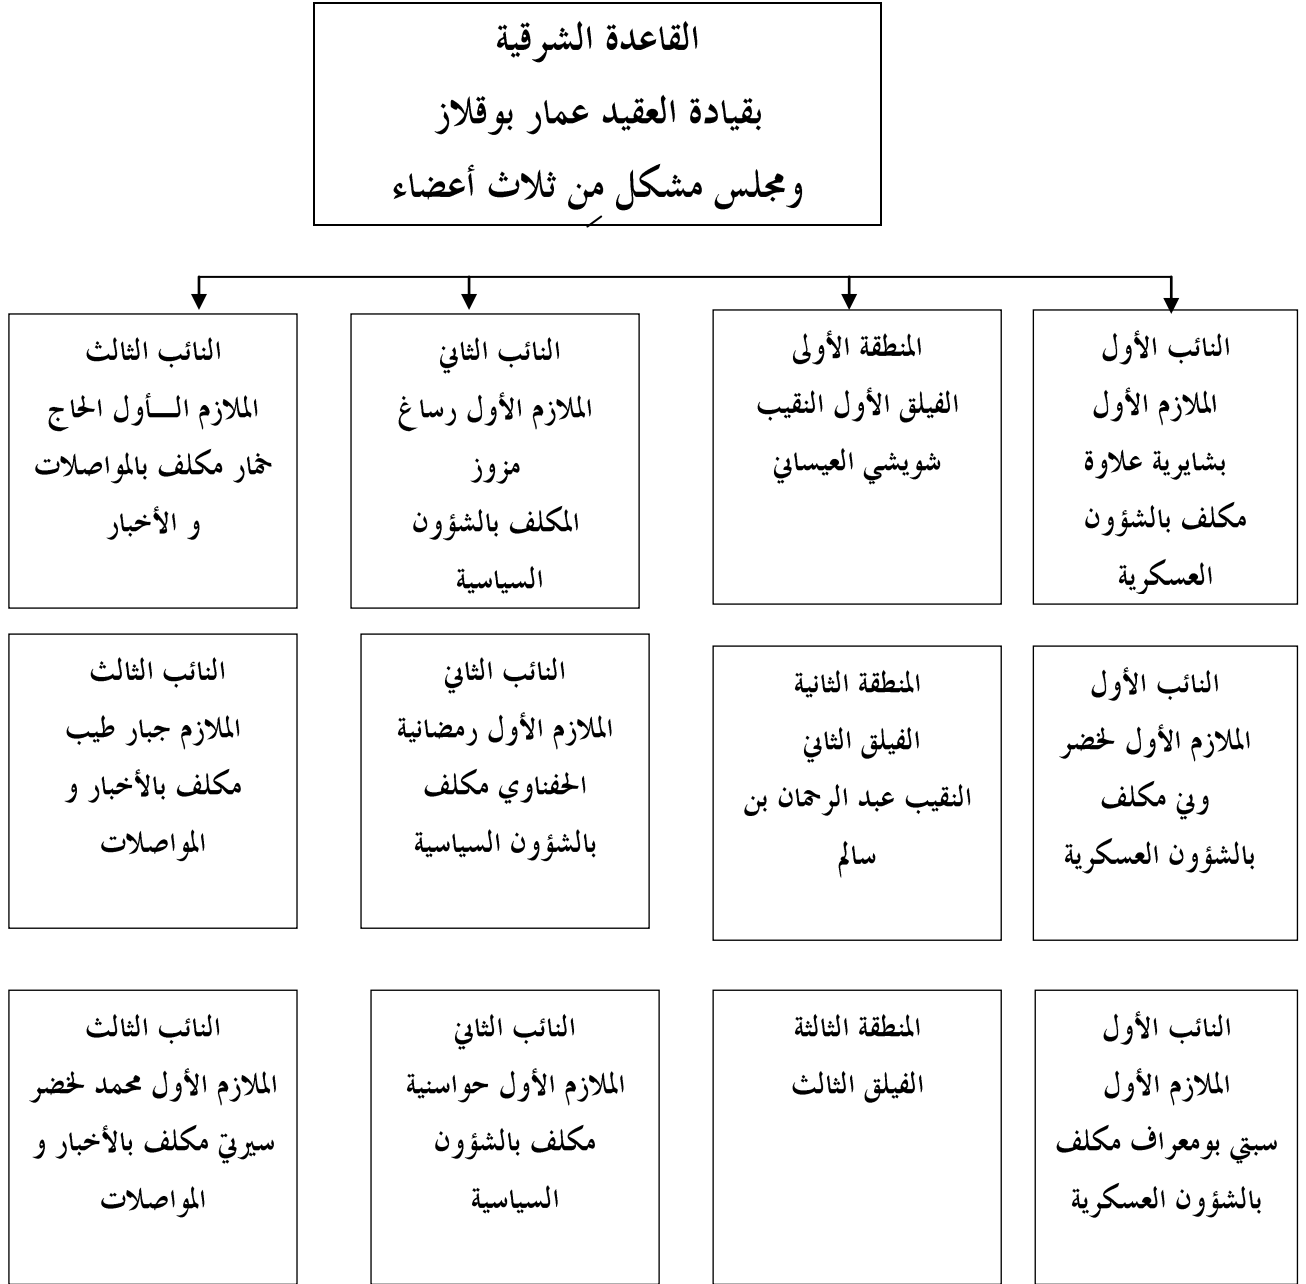 القاعدة الشرقية
بقيادة العقيد عمار بوقلاز
ومجلس مشكل من ثلاث أعضاء
النائب الأول
الملازم الأول
بشايرية علاوة
مكلف بالشؤون
العسكرية
المنطقة الأولى
الفيلق الأول النقيب
شويشي العيساني
النائب الثاني
الملازم الأول رساغ
مزوز
المكلف بالشؤون
السياسية
النائب الثالث
الملازم الـــأول الحاج
خمار مكلف بالمواصلات
و الأخبار
النائب الأول
الملازم الأول لخضر
وني مكلف
بالشؤون العسكرية
المنطقة الثانية
الفيلق الثاني
النقيب عبد الرحمان بن
سالم
النائب الثاني
الملازم الأول رمضانية
الحفناوي مكلف
بالشؤون السياسية
النائب الثالث
الملازم جبار طيب
مكلف بالأخبار و
المواصلات
النائب الأول
الملازم الأول
سبتي بومعراف مكلف
بالشؤون العسكرية
المنطقة الثالثة
الفيلق الثالث
النائب الثاني
الملازم الأول حواسنية
مكلف بالشؤون
السياسية
النائب الثالث
الملازم الأول محمد لخضر
سيرتي مكلف بالأخبار و
المواصلات